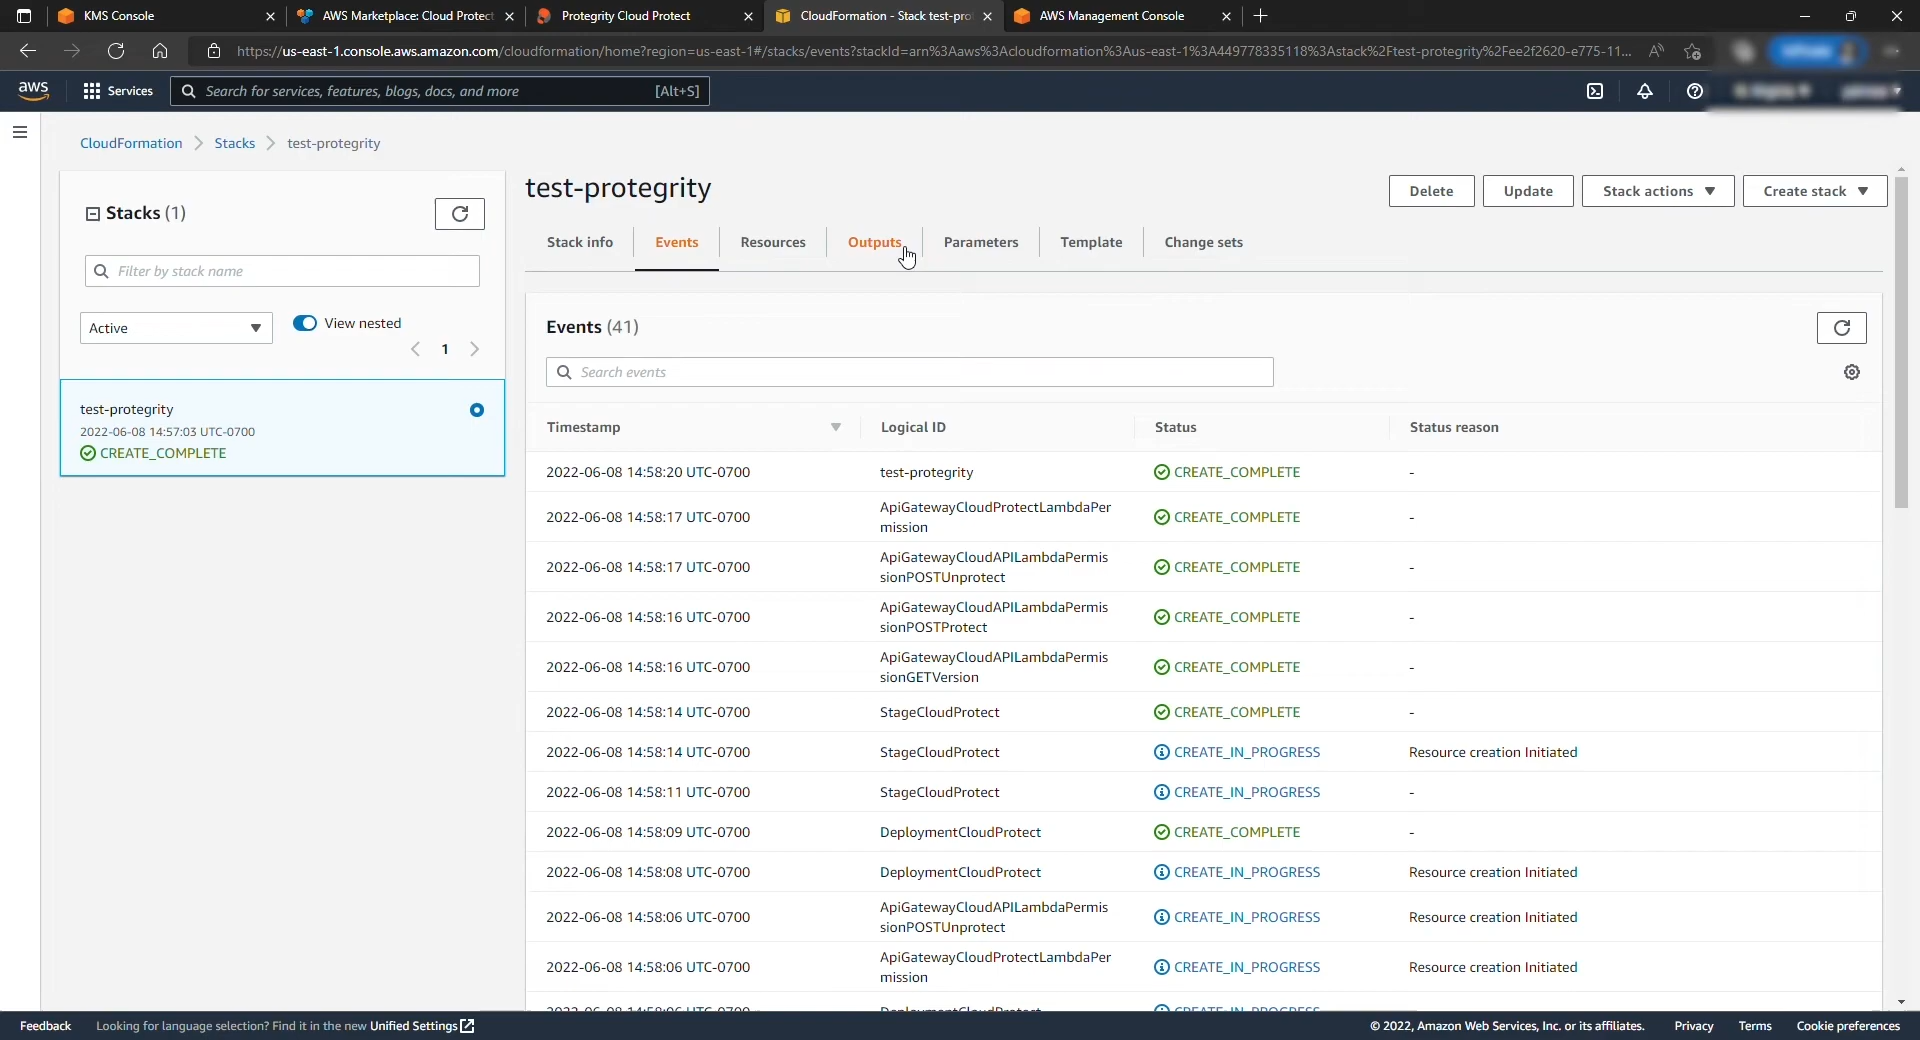 KMS Console
AWS Marketplace: Cloud Protect
Protegrity Cloud Protect
CloudFormation - Stack test-pro
AWS Management Console
https://us-east-1.console.aws.amazon.com/cloudformation/home?region=us-east-1#/stacks/events?stackId=arn%3Aaws%3Acloudformation%3Aus-east-1%3A449778335118%3Astack%2Ftest-protegrity%2Fee2f2620-e775-11...
aws
Services
Search for services, features, blogs, docs, and more
[Alt+S]
CloudFormation
Stacks
test-protegrity
Stacks (1)
Filter by stack name
Active
View nested
1
test-protegrity
2022-06-08 14:57:03 UTC-0700
CREATE_COMPLETE
test-protegrity
Delete
Update
Stack actions
Create stack
Stack info
Events
Resources
Outputs
Parameters
Template
Change sets
Events (41)
Search events
Timestamp Logical ID Status Status reason
2022-06-08 14:58:20 UTC-0700 test-protegrity CREATE_COMPLETE -
2022-06-08 14:58:17 UTC-0700 ApiGatewayCloudProtectLambdaPer CREATE_COMPLETE -
mission
2022-06-08 14:58:17 UTC-0700 ApiGatewayCloudAPILambdaPermis CREATE_COMPLETE -
sionPOSTUnprotect
2022-06-08 14:58:16 UTC-0700 ApiGatewayCloudAPILambdaPermis CREATE_COMPLETE -
sionPOSTProtect
2022-06-08 14:58:16 UTC-0700 ApiGatewayCloudAPILambdaPermis CREATE_COMPLETE -
sionGETVersion
2022-06-08 14:58:14 UTC-0700 StageCloudProtect CREATE_COMPLETE -
2022-06-08 14:58:14 UTC-0700 StageCloudProtect CREATE_IN_PROGRESS Resource creation Initiated
2022-06-08 14:58:11 UTC-0700 StageCloudProtect CREATE_IN_PROGRESS -
2022-06-08 14:58:09 UTC-0700 DeploymentCloudProtect CREATE_COMPLETE -
2022-06-08 14:58:08 UTC-0700 DeploymentCloudProtect CREATE_IN_PROGRESS Resource creation Initiated
2022-06-08 14:58:06 UTC-0700 ApiGatewayCloudAPILambdaPermis CREATE_IN_PROGRESS Resource creation Initiated
sionPOSTUnprotect
2022-06-08 14:58:06 UTC-0700 ApiGatewayCloudProtectLambdaPer CREATE_IN_PROGRESS Resource creation Initiated
mission
Feedback
Looking for language selection? Find it in the new Unified Settings
© 2022, Amazon Web Services, Inc. or its affiliates.
Privacy
Terms
Cookie preferences